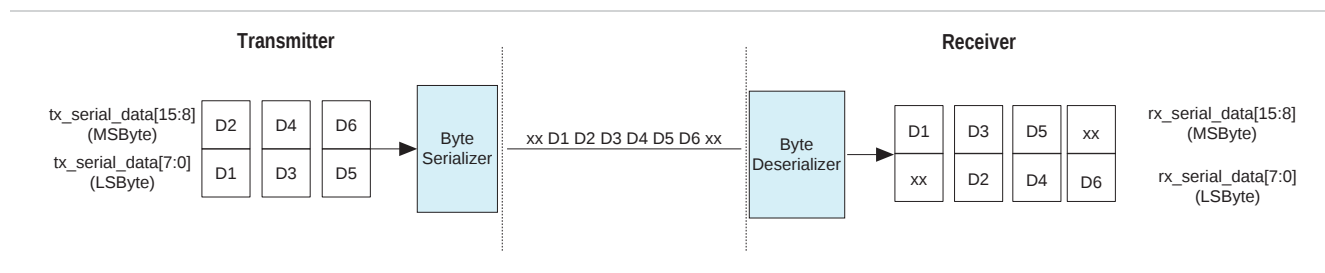 Transmitter
Receiver
tx_serial_data[15:8]
(MSByte)
tx_serial_data[7:0]
(LSByte)
D2 D4 D6
D1 D3 D5
Byte
Serializer
xx D1 D2 D3 D4 D5 D6 xx
Byte
Deserializer
D1 D3 D5 xx
xx D2 D4 D6
rx_serial_data[15:8]
(MSByte)
rx_serial_data[7:0]
(LSByte)